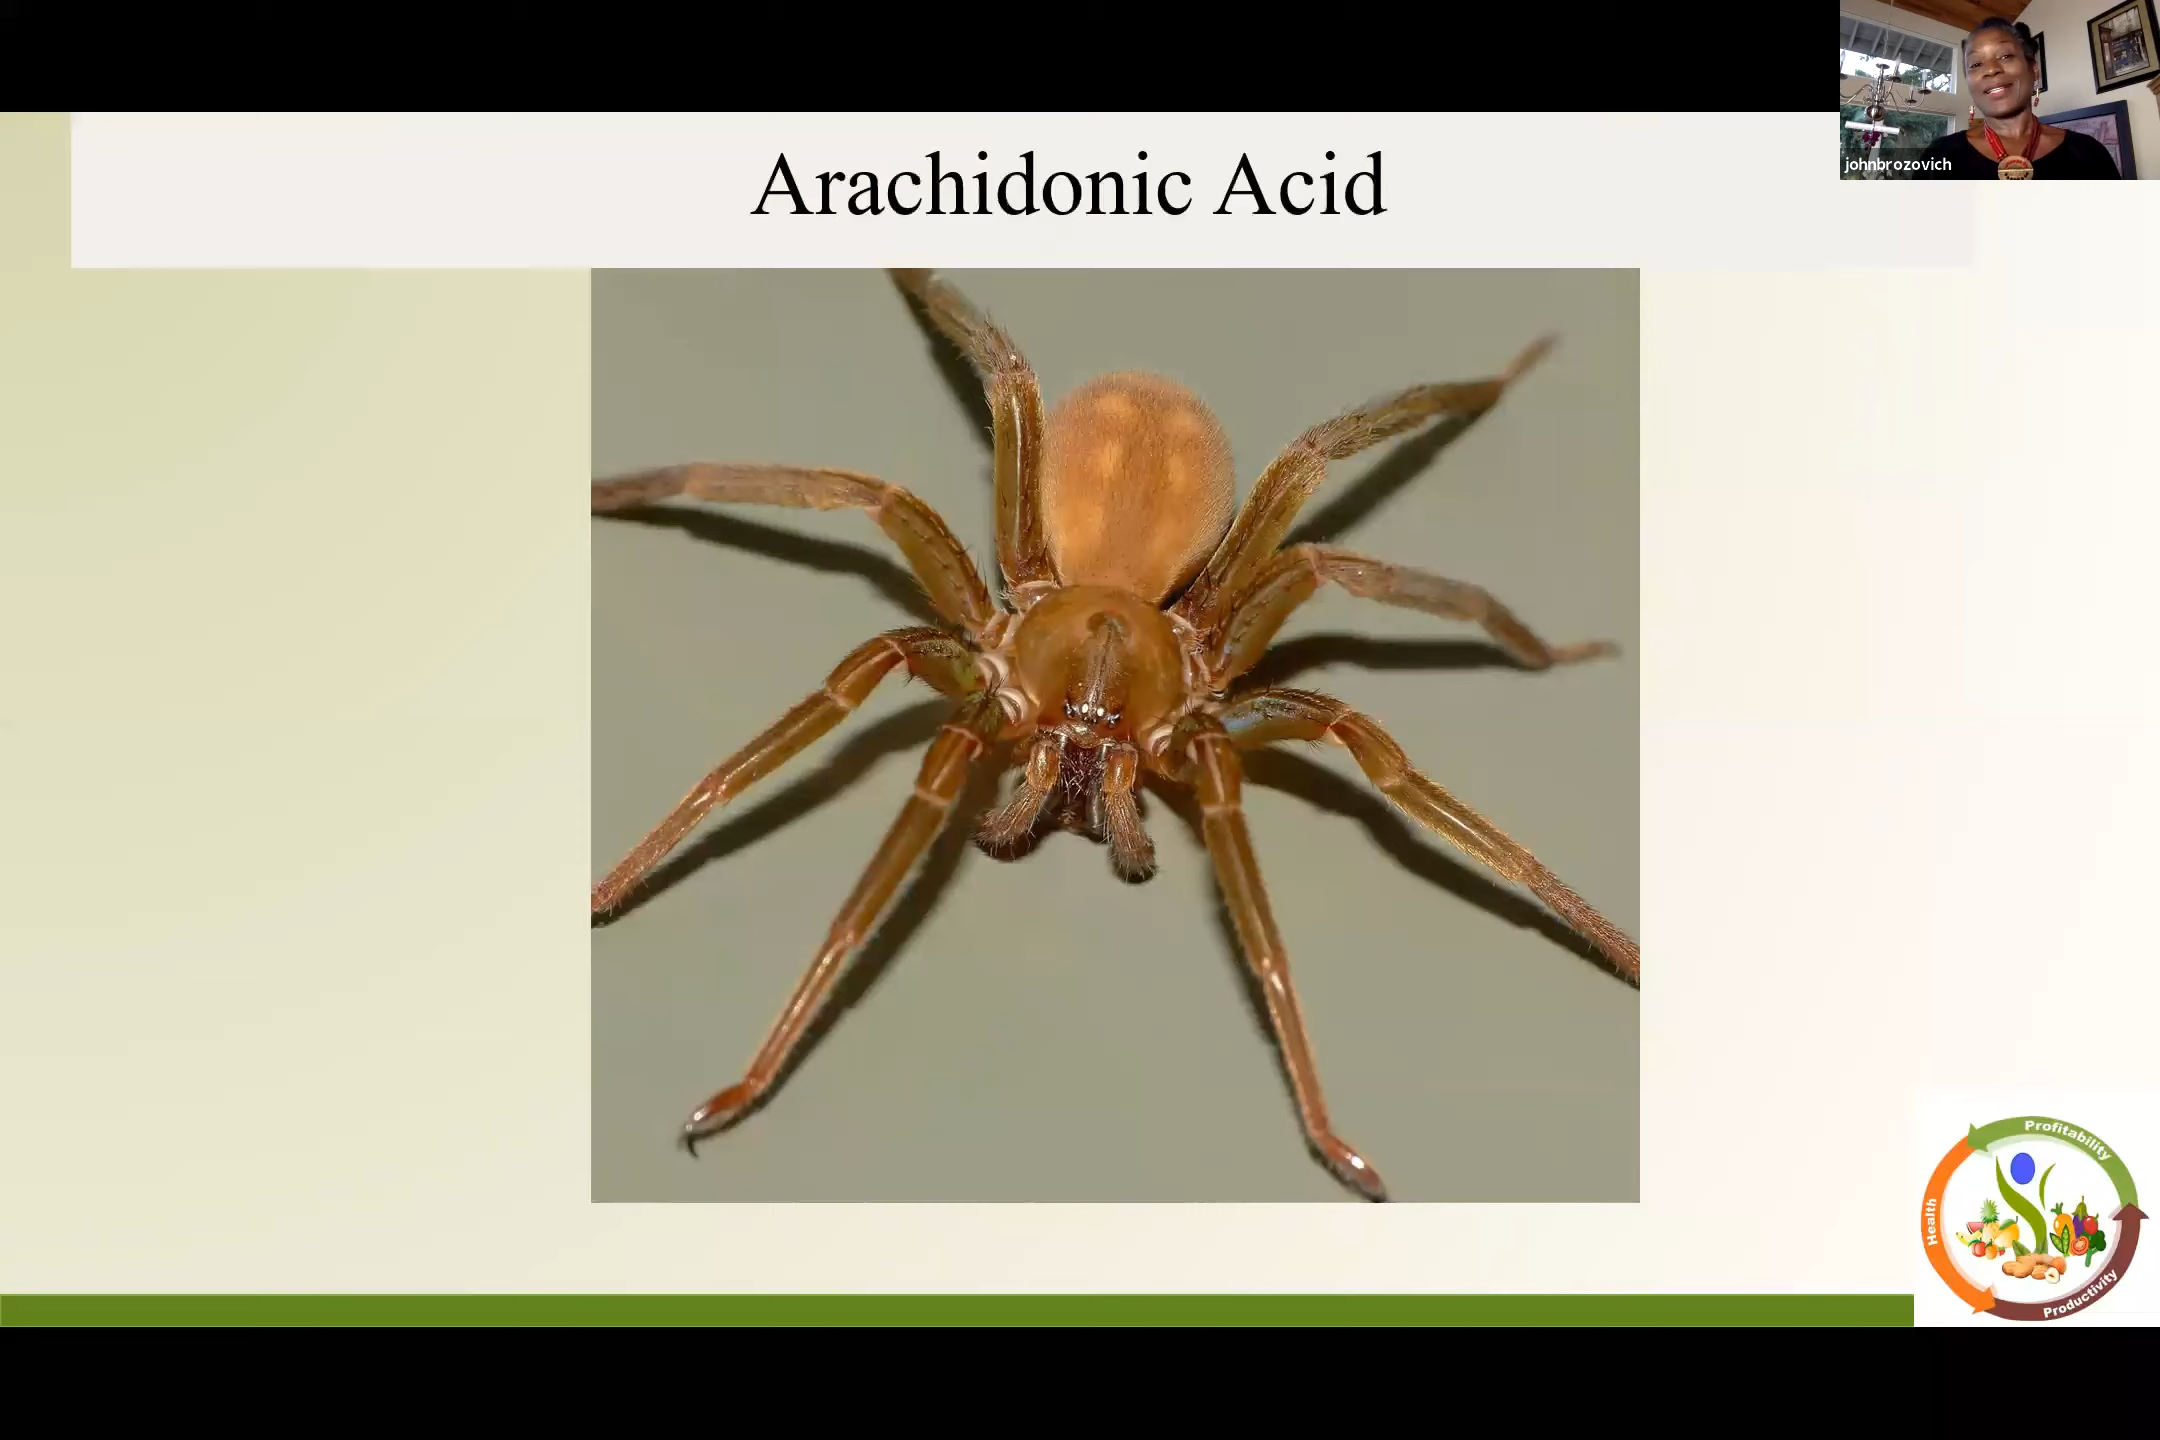 johnbrozovich
Arachidonic Acid
Profitability
Health
Productivity